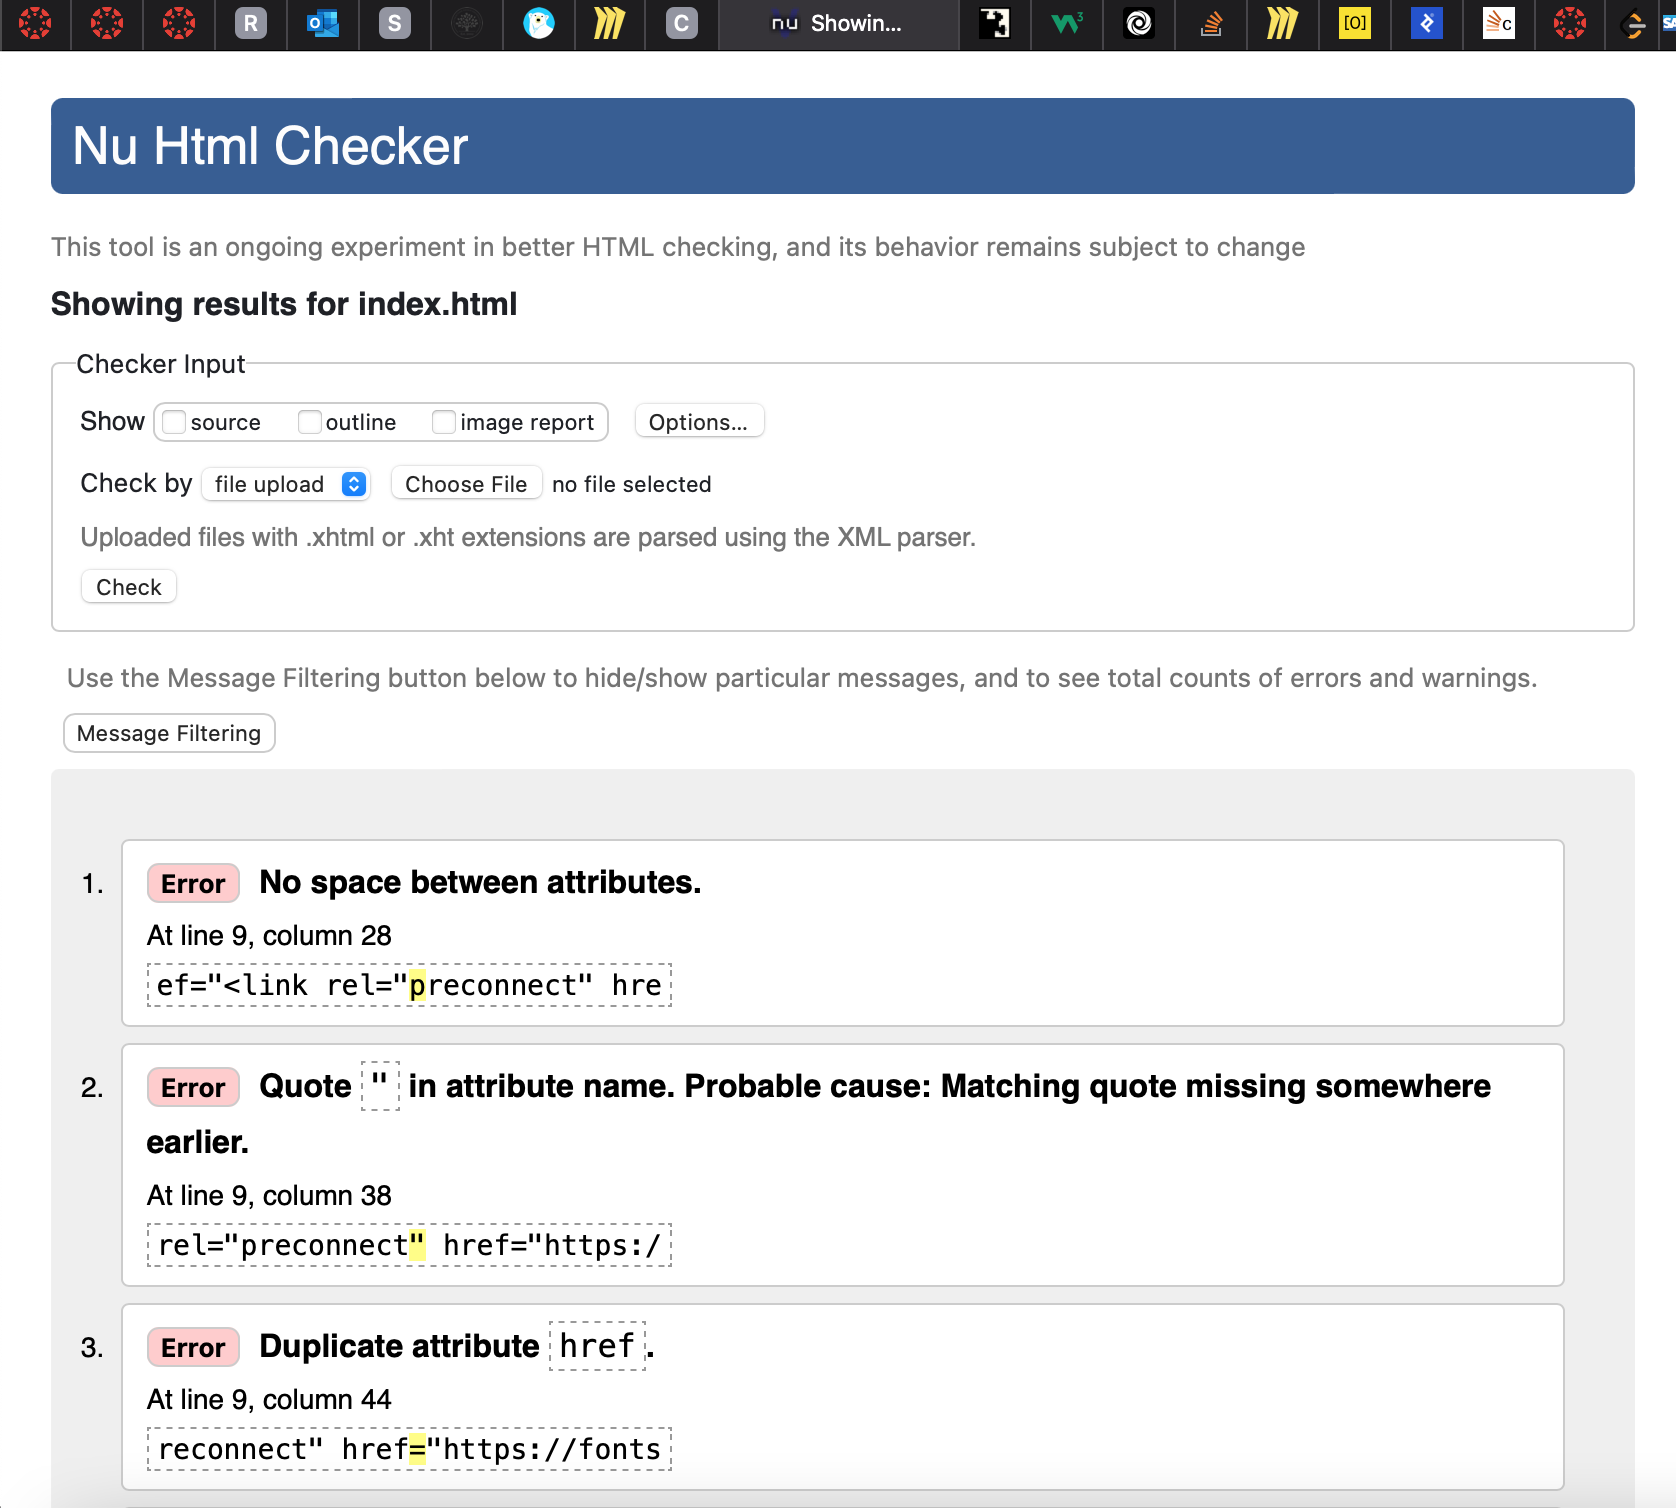 R
O
S
C
nu Showin...
W3
[O]
C
SA
Nu Html Checker
This tool is an ongoing experiment in better HTML checking, and its behavior remains subject to change
Showing results for index.html
Checker Input
Show source outline image report Options...
Check by file upload Choose File no file selected
Uploaded files with .xhtml or .xht extensions are parsed using the XML parser.
Check
Use the Message Filtering button below to hide/show particular messages, and to see total counts of errors and warnings.
Message Filtering
1. Error No space between attributes.
At line 9, column 28
ef="<link rel="preconnect" hre
2. Error Quote " in attribute name. Probable cause: Matching quote missing somewhere
earlier.
At line 9, column 38
rel="preconnect" href="https:/
3. Error Duplicate attribute href.
At line 9, column 44
reconnect" href="https://fonts